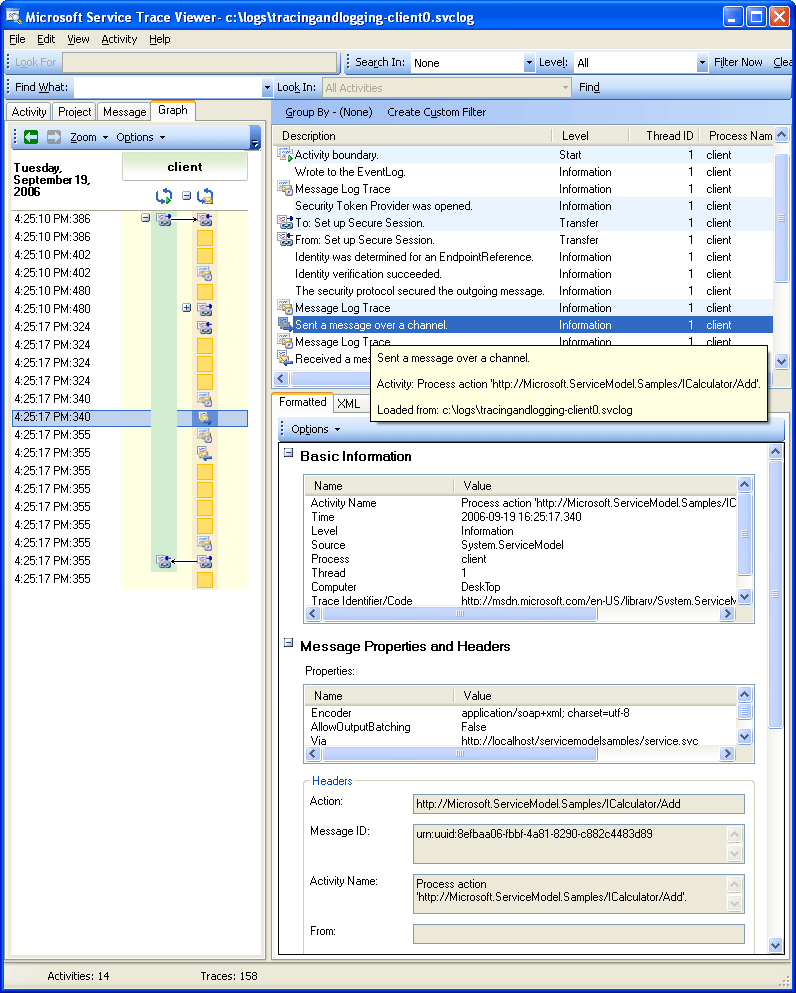 Microsoft Service Trace Viewer- c:\logs\tracingandlogging-client0.svclog
File Edit View Activity Help
Look For Search In: None Level: All Filter Now Clea
Find What: Look In: All Activities Find
Activity Project Message Graph
Zoom Options
Tuesday, September 19, 2006
client
4:25:10 PM:386
4:25:10 PM:386
4:25:10 PM:402
4:25:10 PM:402
4:25:10 PM:480
4:25:10 PM:480
4:25:17 PM:324
4:25:17 PM:324
4:25:17 PM:324
4:25:17 PM:324
4:25:17 PM:340
4:25:17 PM:340
4:25:17 PM:355
4:25:17 PM:355
4:25:17 PM:355
4:25:17 PM:355
4:25:17 PM:355
4:25:17 PM:355
4:25:17 PM:355
4:25:17 PM:355
4:25:17 PM:355
Group By - (None) Create Custom Filter
Description Level Thread ID Process Nam
Activity boundary. Start 1 client
Wrote to the EventLog. Information 1 client
Message Log Trace Information 1 client
Security Token Provider was opened. Information 1 client
To: Set up Secure Session. Transfer 1 client
From: Set up Secure Session. Transfer 1 client
Identity was determined for an EndpointReference. Information 1 client
Identity verification succeeded. Information 1 client
The security protocol secured the outgoing message. Information 1 client
Message Log Trace Information 1 client
Sent a message over a channel. Information 1 client
Message Log Trace Information 1 client
Received a mes
Sent a message over a channel.
Activity: Process action 'http://Microsoft.ServiceModel.Samples/ICalculator/Add'.
Loaded from: c:\logs\tracingandlogging-client0.svclog
Formatted XML
Options
Basic Information
Name Value
Activity Name Process action 'http://Microsoft.ServiceModel.Samples/IC
Time 2006-09-19 16:25:17.340
Level Information
Source System.ServiceModel
Process client
Thread 1
Computer DeskTop
Trace Identifier/Code http://msdn.microsoft.com/en-US/library/System.ServiceM
Message Properties and Headers
Properties:
Name Value
Encoder application/soap+xml; charset=utf-8
AllowOutputBatching False
Via http://localhost/servicemodelsamples/service.svc
Headers
Action: http://Microsoft.ServiceModel.Samples/ICalculator/Add
Message ID: urn:uuid:8efbaa06-fbbf-4a81-8290-c882c4483d89
Activity Name: Process action
'http://Microsoft.ServiceModel.Samples/ICalculator/Add'.
From:
Activities: 14 Traces: 158